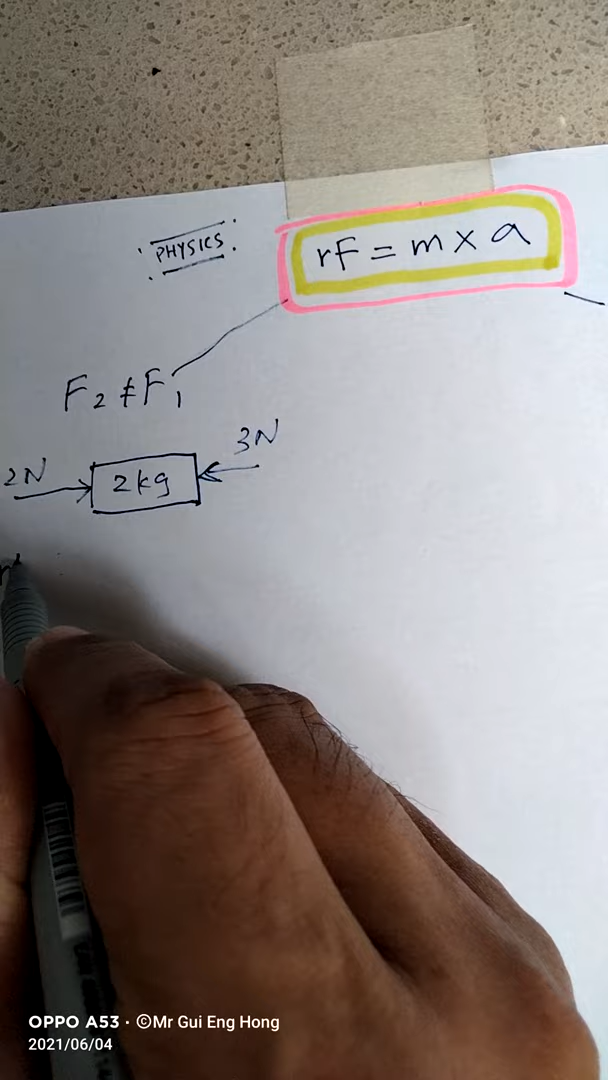 PHYSICS
rF = m × a
F₂ ≠ F₁
3N
2N
2kg
OPPO A53 · ©Mr Gui Eng Hong
2021/06/04